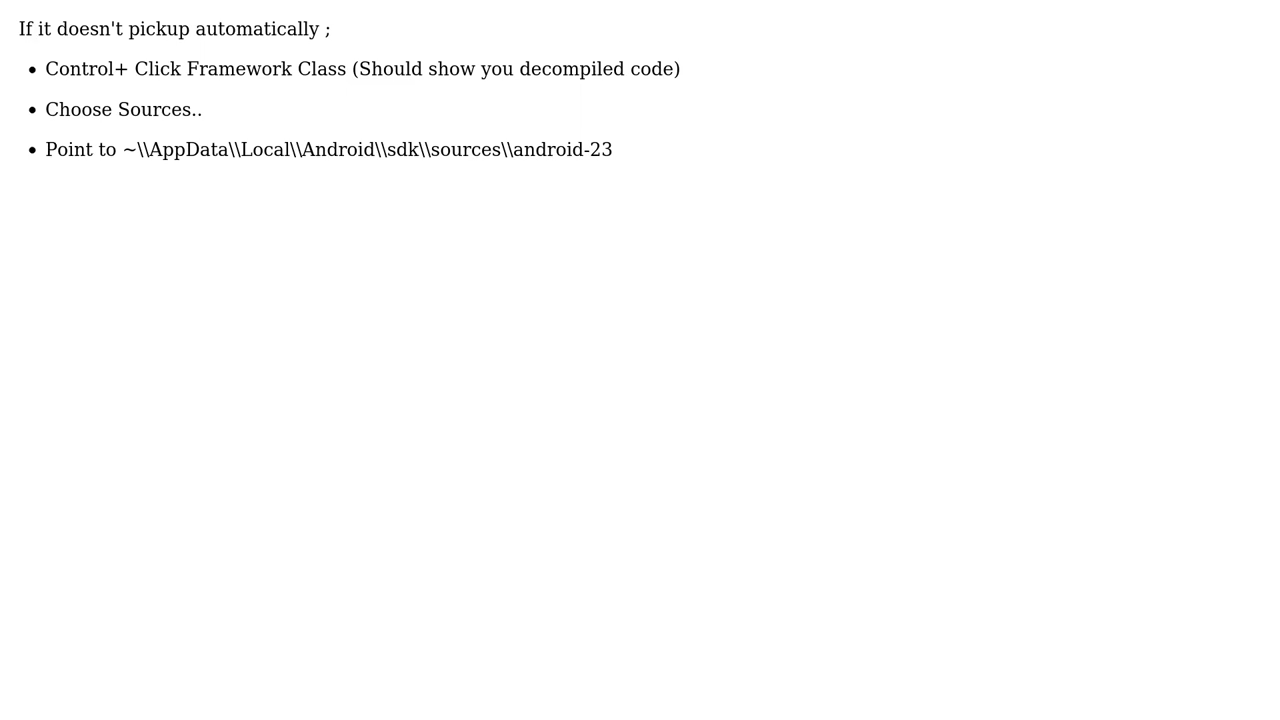 If it doesn't pickup automatically ;
• Control+ Click Framework Class (Should show you decompiled code)
• Choose Sources..
• Point to ~\\AppData\\Local\\Android\\sdk\\sources\\android-23